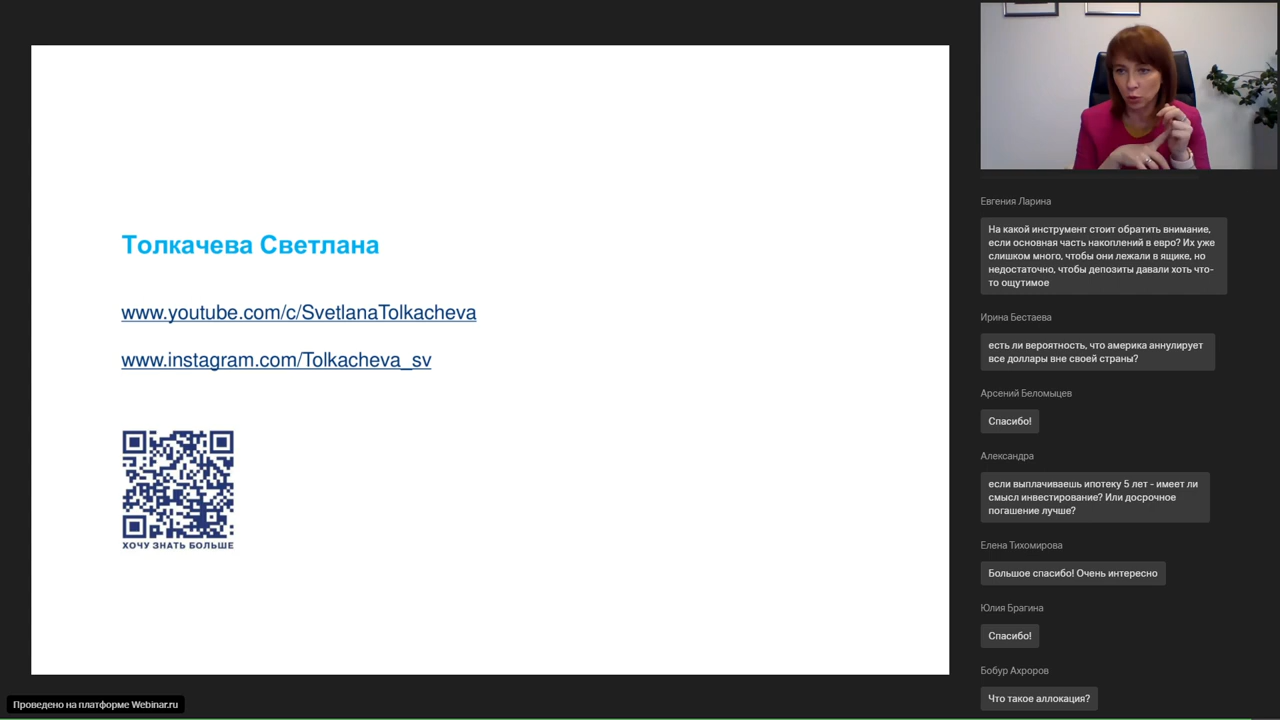 Толкачева Светлана
www.youtube.com/c/SvetlanaTolkacheva
www.instagram.com/Tolkacheva_sv
ХОЧУ ЗНАТЬ БОЛЬШЕ
Проведено на платформе Webinar.ru
Евгения Ларина
На какой инструмент стоит обратить внимание,
если основная часть накоплений в евро? Их уже
слишком много, чтобы они лежали в ящике, но
недостаточно, чтобы депозиты давали хоть что-
то ощутимое
Ирина Бестаева
есть ли вероятность, что америка аннулирует
все доллары вне своей страны?
Арсений Беломыцев
Спасибо!
Александра
если выплачиваешь ипотеку 5 лет - имеет ли
смысл инвестирование? Или досрочное
погашение лучше?
Елена Тихомирова
Большое спасибо! Очень интересно
Юлия Брагина
Спасибо!
Бобур Ахроров
Что такое аллокация?